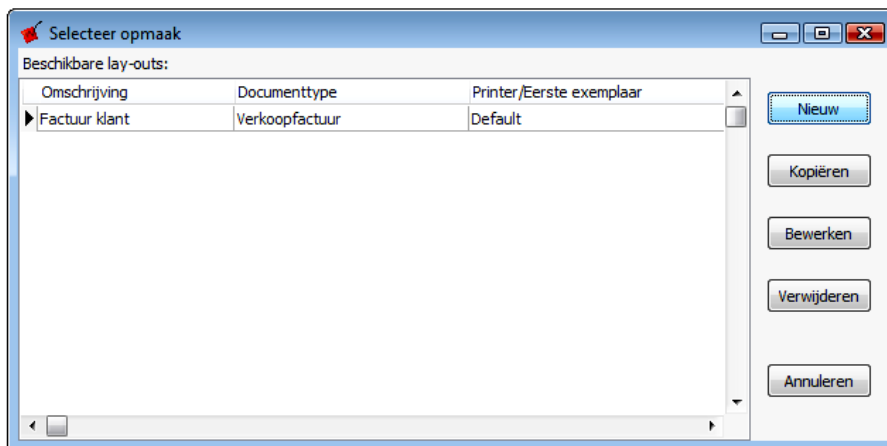 Selecteer opmaak
Beschikbare lay-outs:
Omschrijving Documenttype Printer/Eerste exemplaar
Factuur klant Verkoopfactuur Default
Nieuw
Kopiëren
Bewerken
Verwijderen
Annuleren